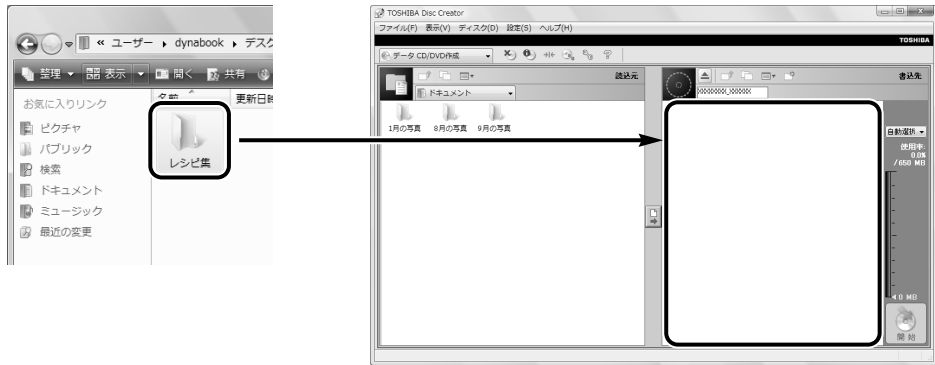 « ユーザー ▸ dynabook ▸ デスク
整理 ▼ 表示 ▼ 開く 共有
お気に入りリンク
ピクチャ
パブリック
検索
ドキュメント
ミュージック
最近の変更
名前 更新日時
レシピ集
TOSHIBA Disc Creator
ファイル(F) 表示(V) ディスク(D) 設定(S) ヘルプ(H)
TOSHIBA
データ CD/DVD作成
読込元
ドキュメント
1月の写真 8月の写真 9月の写真
書込先
XXXXXXXX_XXXXXX
自動選択
使用率:
0.0%
/650 MB
0 MB
開始